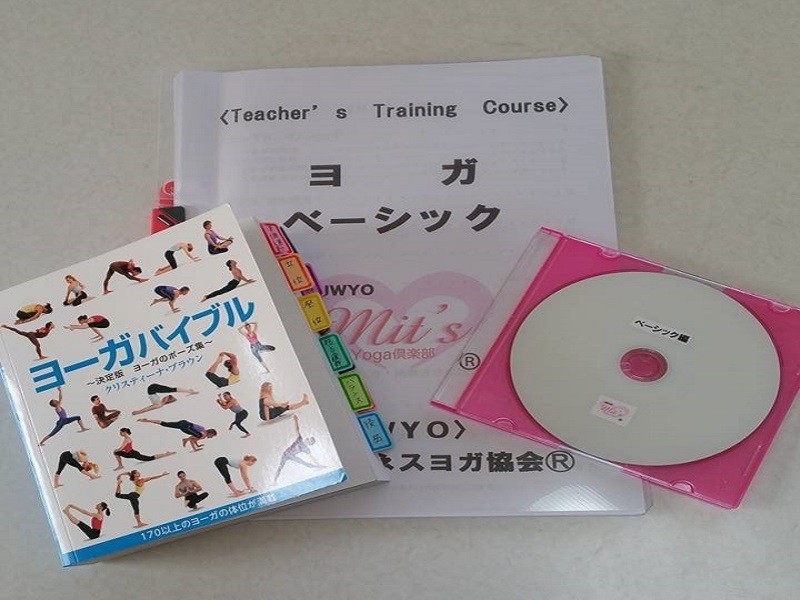 〈Teacher's Training Course〉
ヨガ
ベーシック
JWYO
Mit's
Yoga倶楽部
®
WYO〉
ネスヨガ協会®
ヨーガバイブル
〜決定版 ヨーガのポーズ集〜
クリスティーナ・ブラウン
170以上のヨーガの体位が満載
ベーシック編
Mit's